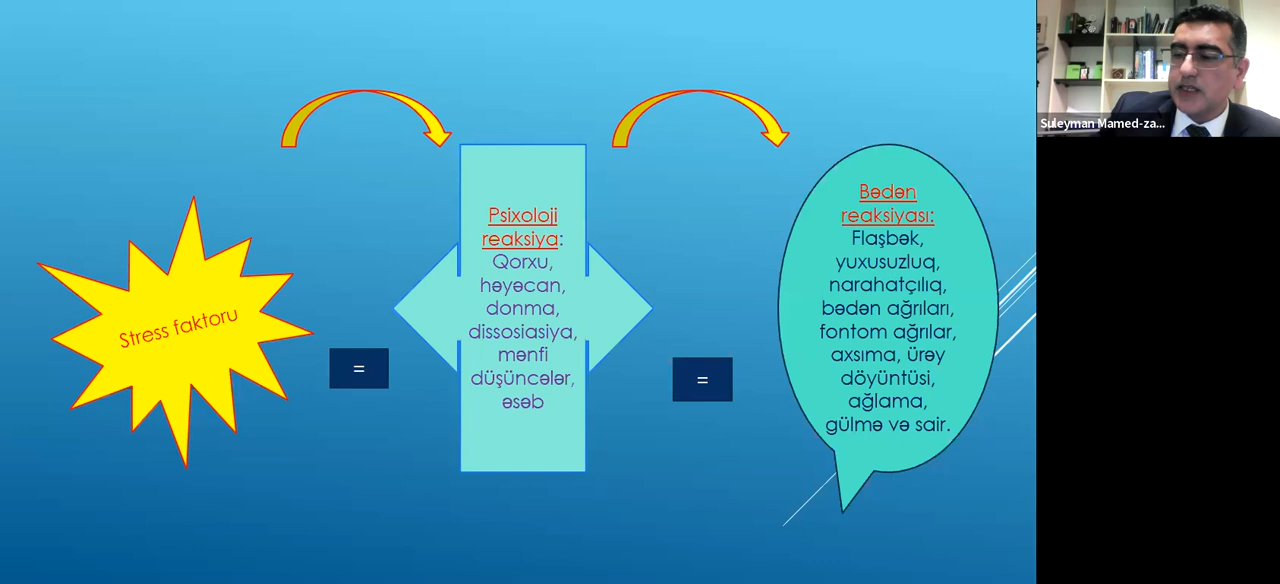 Stress faktoru
=
Psixoloji
reaksiya:
Qorxu,
həyəcan,
donma,
dissosiasiya,
mənfi
düşüncələr,
əsəb
=
Bədən
reaksiyası:
Flaşbək,
yuxusuzluq,
narahatçılıq,
bədən ağrıları,
fontom ağrılar,
axsıma, ürəy
döyüntüsi,
ağlama,
gülmə və sair.
Suleyman Mamed-za...